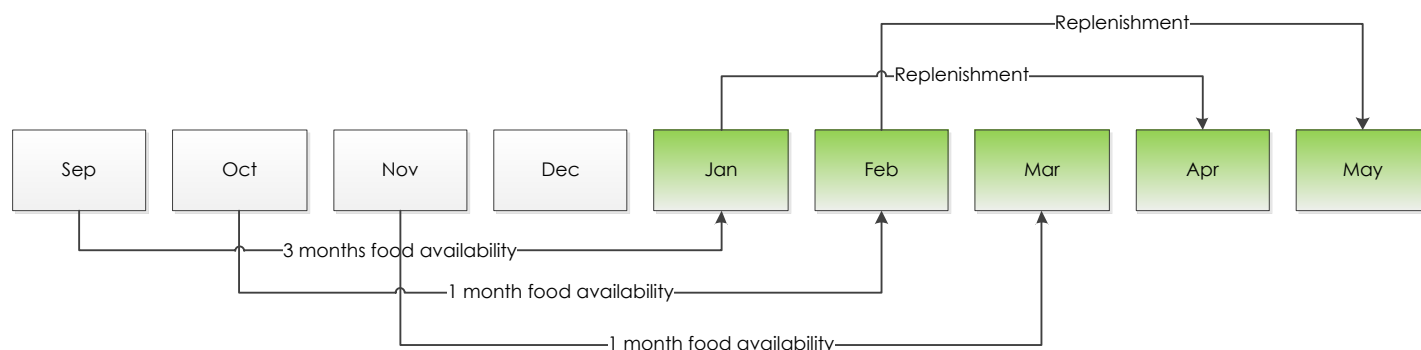 Replenishment
Replenishment
Sep Oct Nov Dec Jan Feb Mar Apr May
3 months food availability
1 month food availability
1 month food availability